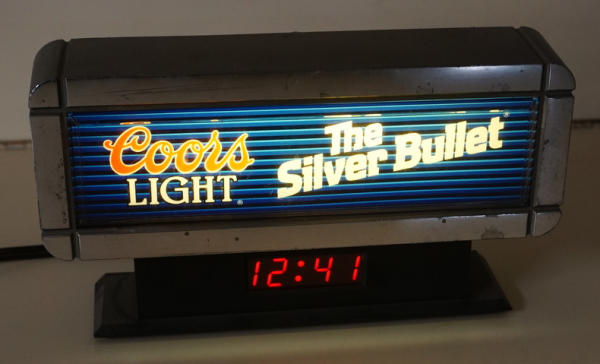 Coors
LIGHT®
The
Silver Bullet®
12:41